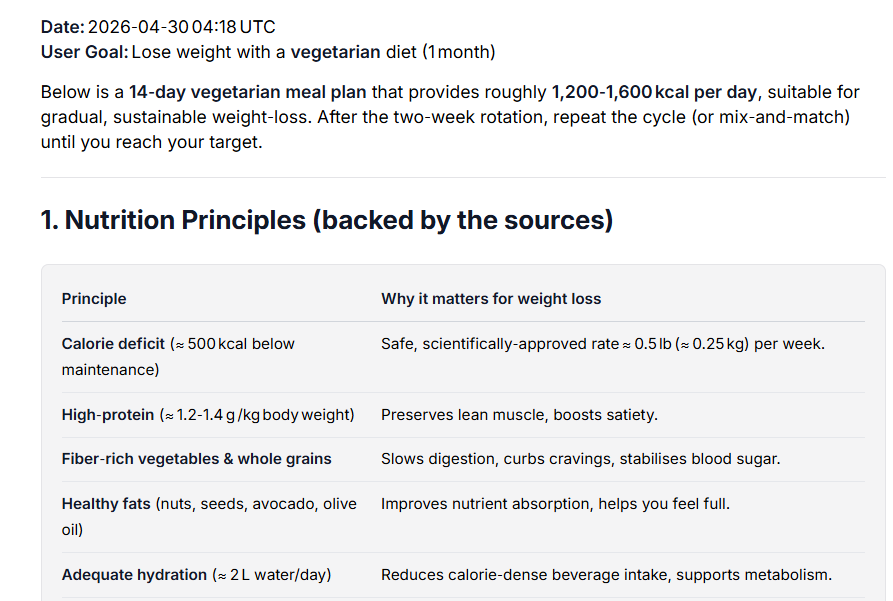 Date: 2026-04-30 04:18 UTC
User Goal: Lose weight with a vegetarian diet (1 month)
Below is a 14-day vegetarian meal plan that provides roughly 1,200-1,600 kcal per day, suitable for
gradual, sustainable weight-loss. After the two-week rotation, repeat the cycle (or mix-and-match)
until you reach your target.
1. Nutrition Principles (backed by the sources)
Principle Why it matters for weight loss
Calorie deficit (≈ 500 kcal below Safe, scientifically-approved rate ≈ 0.5 lb (≈ 0.25 kg) per week.
maintenance)
High-protein (≈ 1.2-1.4 g /kg body weight) Preserves lean muscle, boosts satiety.
Fiber-rich vegetables & whole grains Slows digestion, curbs cravings, stabilises blood sugar.
Healthy fats (nuts, seeds, avocado, olive Improves nutrient absorption, helps you feel full.
oil)
Adequate hydration (≈ 2 L water/day) Reduces calorie-dense beverage intake, supports metabolism.